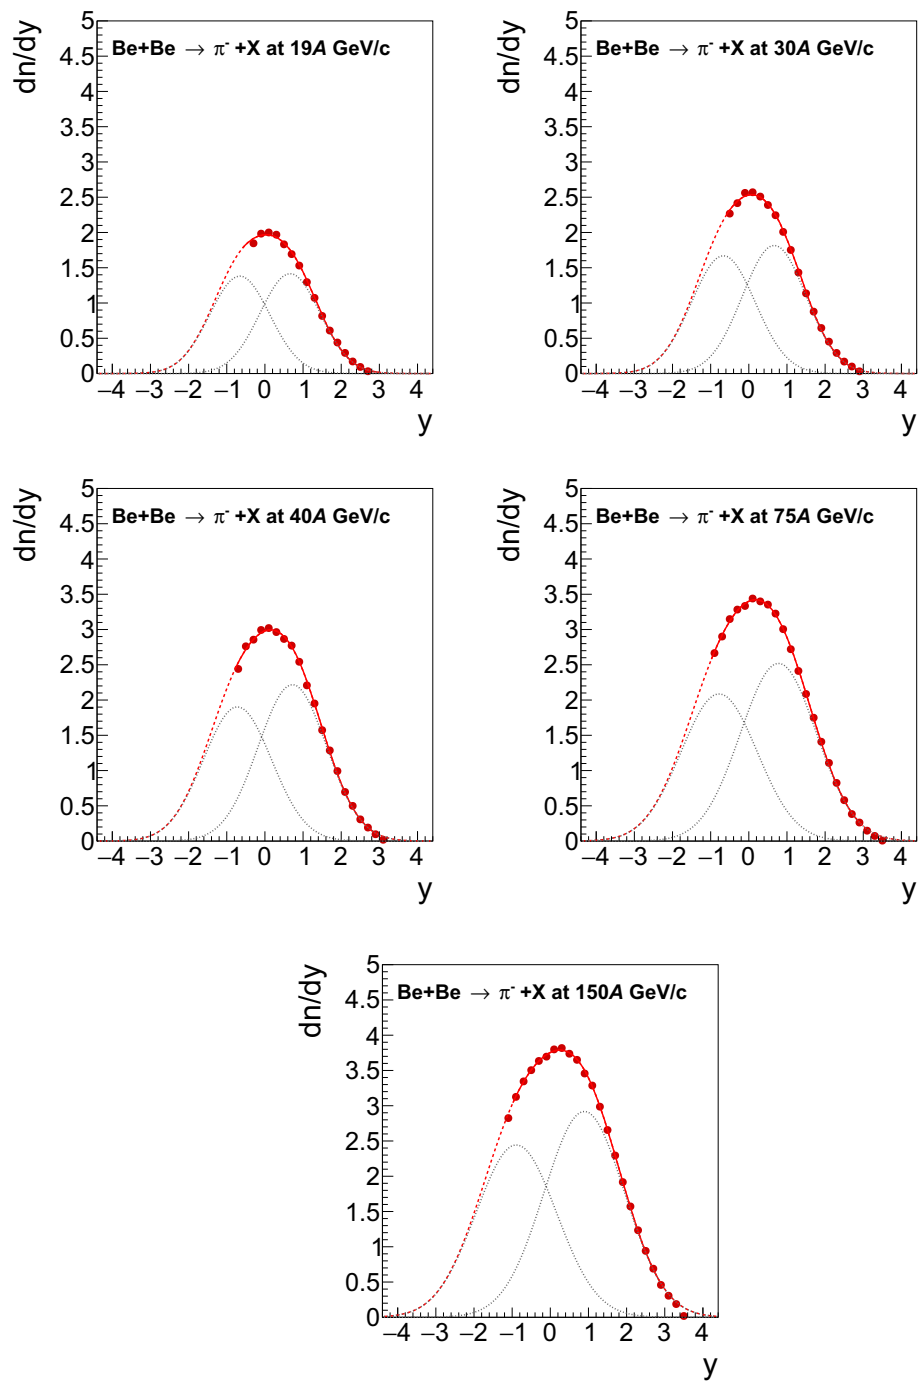 dn/dy
Be+Be → π⁻ +X at 19A GeV/c
5
4.5
4
3.5
3
2.5
2
1.5
1
0.5
0
−4 −3 −2 −1 0 1 2 3 4
y
dn/dy
Be+Be → π⁻ +X at 30A GeV/c
5
4.5
4
3.5
3
2.5
2
1.5
1
0.5
0
−4 −3 −2 −1 0 1 2 3 4
y
dn/dy
Be+Be → π⁻ +X at 40A GeV/c
5
4.5
4
3.5
3
2.5
2
1.5
1
0.5
0
−4 −3 −2 −1 0 1 2 3 4
y
dn/dy
Be+Be → π⁻ +X at 75A GeV/c
5
4.5
4
3.5
3
2.5
2
1.5
1
0.5
0
−4 −3 −2 −1 0 1 2 3 4
y
dn/dy
Be+Be → π⁻ +X at 150A GeV/c
5
4.5
4
3.5
3
2.5
2
1.5
1
0.5
0
−4 −3 −2 −1 0 1 2 3 4
y